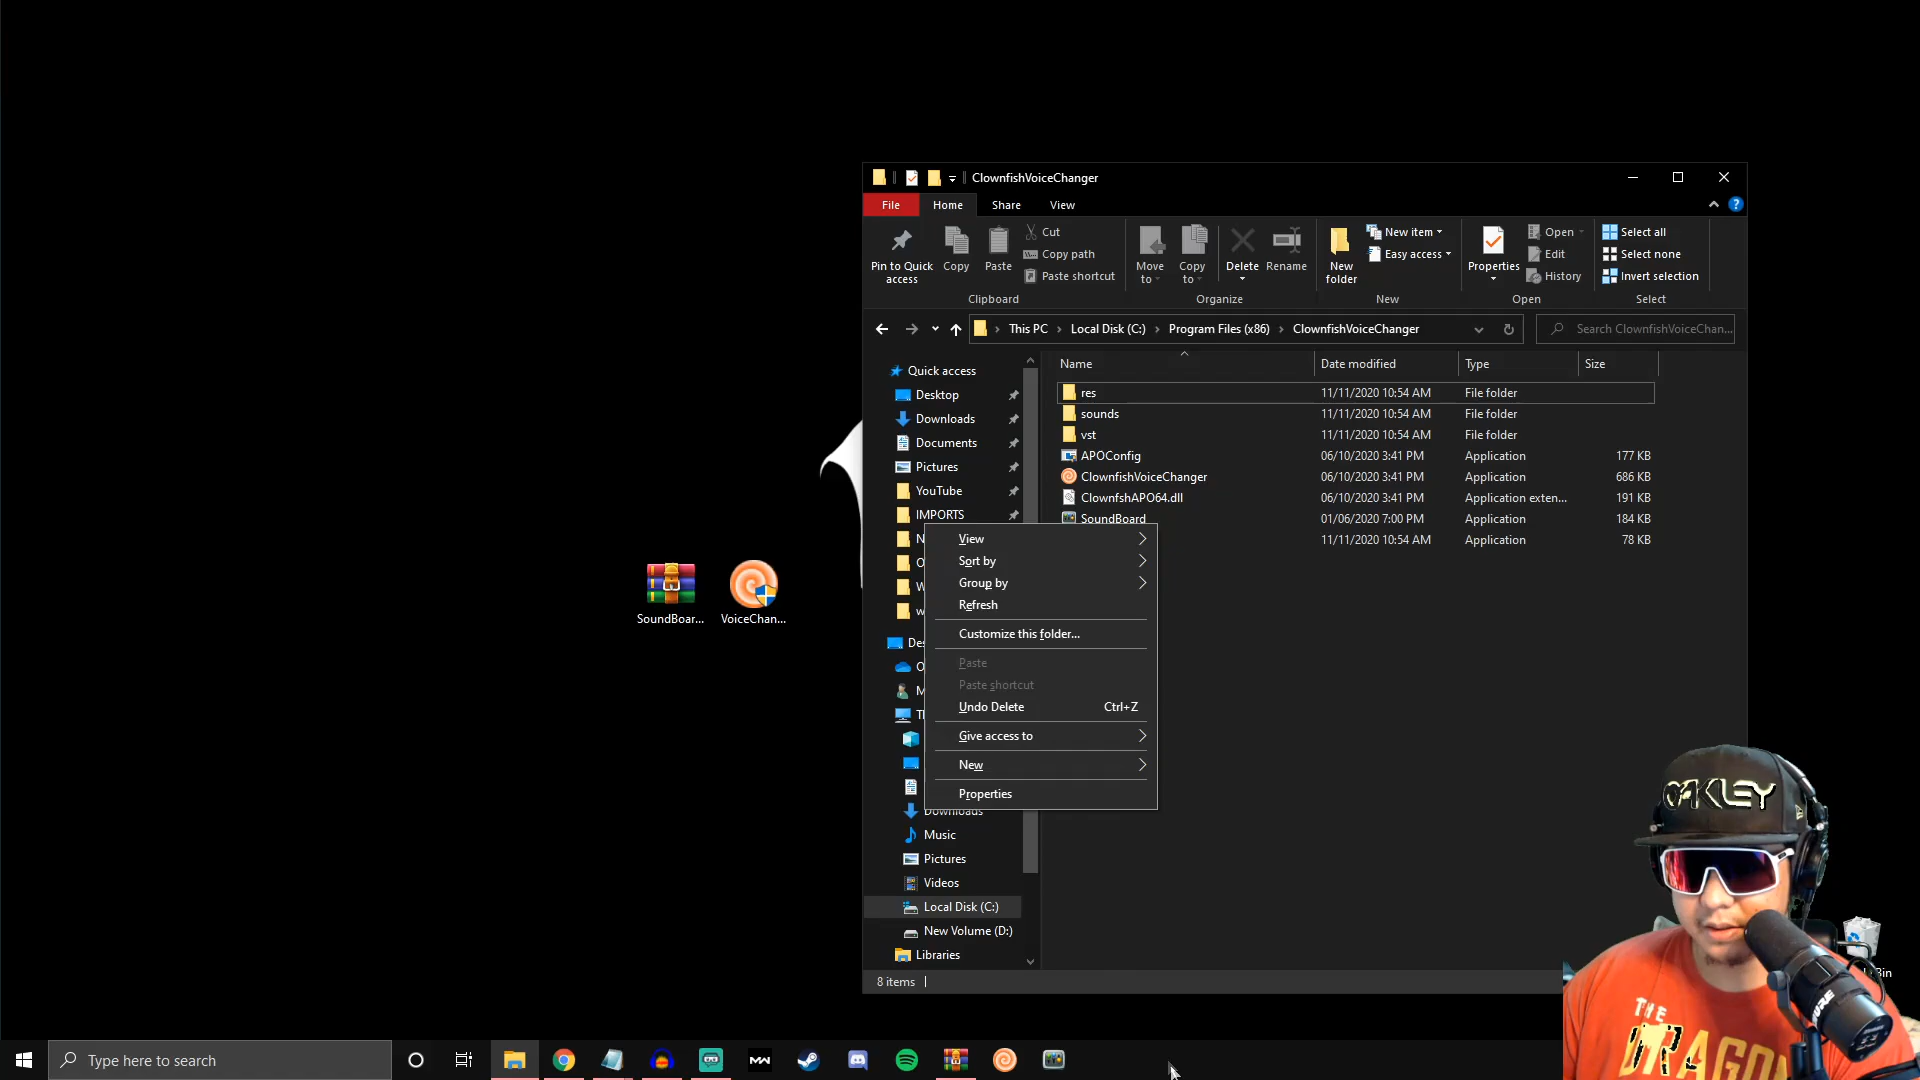 ClownfishVoiceChanger
File
Home
Share
View
Pin to Quick access
Copy
Paste
Cut
Copy path
Paste shortcut
Move to
Copy to
Delete
Rename
New folder
New item
Easy access
Properties
Open
Edit
History
Select all
Select none
Invert selection
Clipboard
Organize
New
Open
Select
This PC
Local Disk (C:)
Program Files (x86)
ClownfishVoiceChanger
Search ClownfishVoiceChan...
Quick access
Desktop
Downloads
Documents
Pictures
YouTube
IMPORTS
Music
Pictures
Videos
Local Disk (C:)
New Volume (D:)
Libraries
Name Date modified Type Size
res 11/11/2020 10:54 AM File folder
sounds 11/11/2020 10:54 AM File folder
vst 11/11/2020 10:54 AM File folder
APOConfig 06/10/2020 3:41 PM Application 177 KB
ClownfishVoiceChanger 06/10/2020 3:41 PM Application 686 KB
ClownfshAPO64.dll 06/10/2020 3:41 PM Application exten... 191 KB
SoundBoard 01/06/2020 7:00 PM Application 184 KB
11/11/2020 10:54 AM Application 78 KB
View
Sort by
Group by
Refresh
Customize this folder...
Paste
Paste shortcut
Undo Delete Ctrl+Z
Give access to
New
Properties
8 items
SoundBoar...
VoiceChan...
OAKLEY
THE
DRAGON
SHURE
Bin
Type here to search